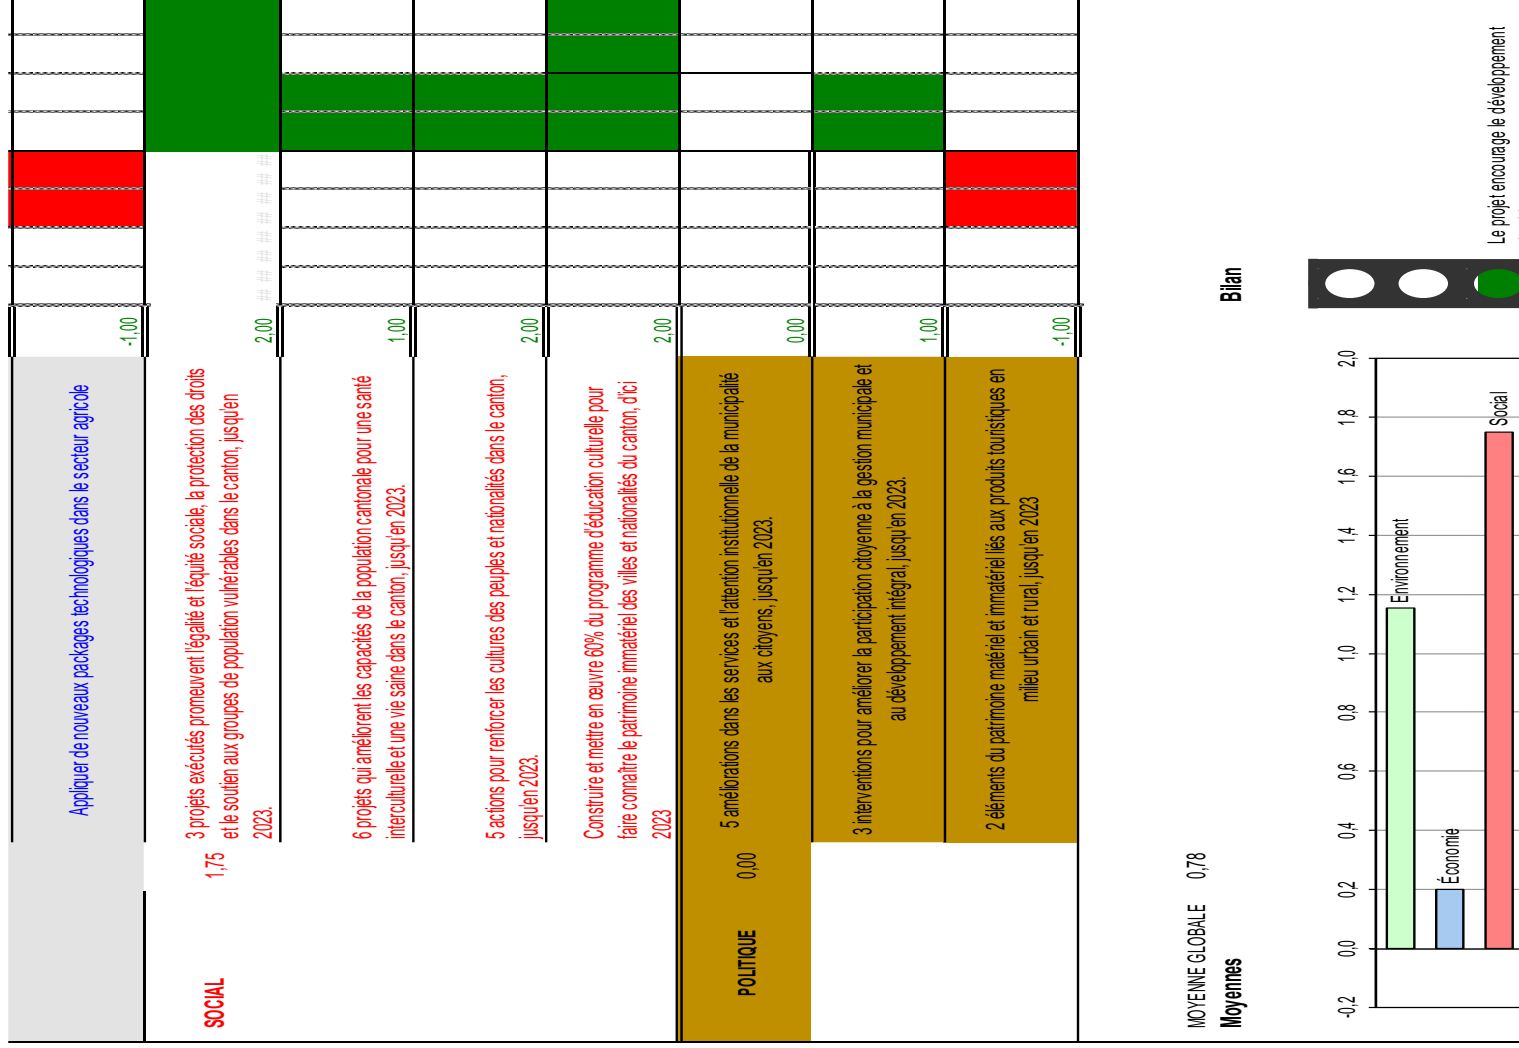 Appliquer de nouveaux packages technologiques dans le secteur agricole
-1,00
SOCIAL
1,75
3 projets exécutés promeuvent l'égalité et l'équité sociale, la protection des droits
et le soutien aux groupes de population vulnérables dans le canton, jusqu'en
2023.
2,00
## ## ## ## ## ## ## ##
6 projets qui améliorent les capacités de la population cantonale pour une santé
interculturelle et une vie saine dans le canton, jusqu'en 2023.
1,00
5 actions pour renforcer les cultures des peuples et nationalités dans le canton,
jusqu'en 2023.
2,00
Construire et mettre en œuvre 60% du programme d'éducation culturelle pour
faire connaître le patrimoine immatériel des villes et nationalités du canton, d'ici
2023
2,00
POLITIQUE
0,00
5 améliorations dans les services et l'attention institutionnelle de la municipalité
aux citoyens, jusqu'en 2023.
0,00
3 interventions pour améliorer la participation citoyenne à la gestion municipale et
au développement intégral, jusqu'en 2023.
1,00
2 éléments du patrimoine matériel et immatériel liés aux produits touristiques en
milieu urbain et rural, jusqu'en 2023
-1,00
MOYENNE GLOBALE 0,78
Moyennes
Bilan
-0,2
0,0
0,2
0,4
0,6
0,8
1,0
1,2
1,4
1,6
1,8
2,0
Environnement
Économie
Social
Le projet encourage le développement